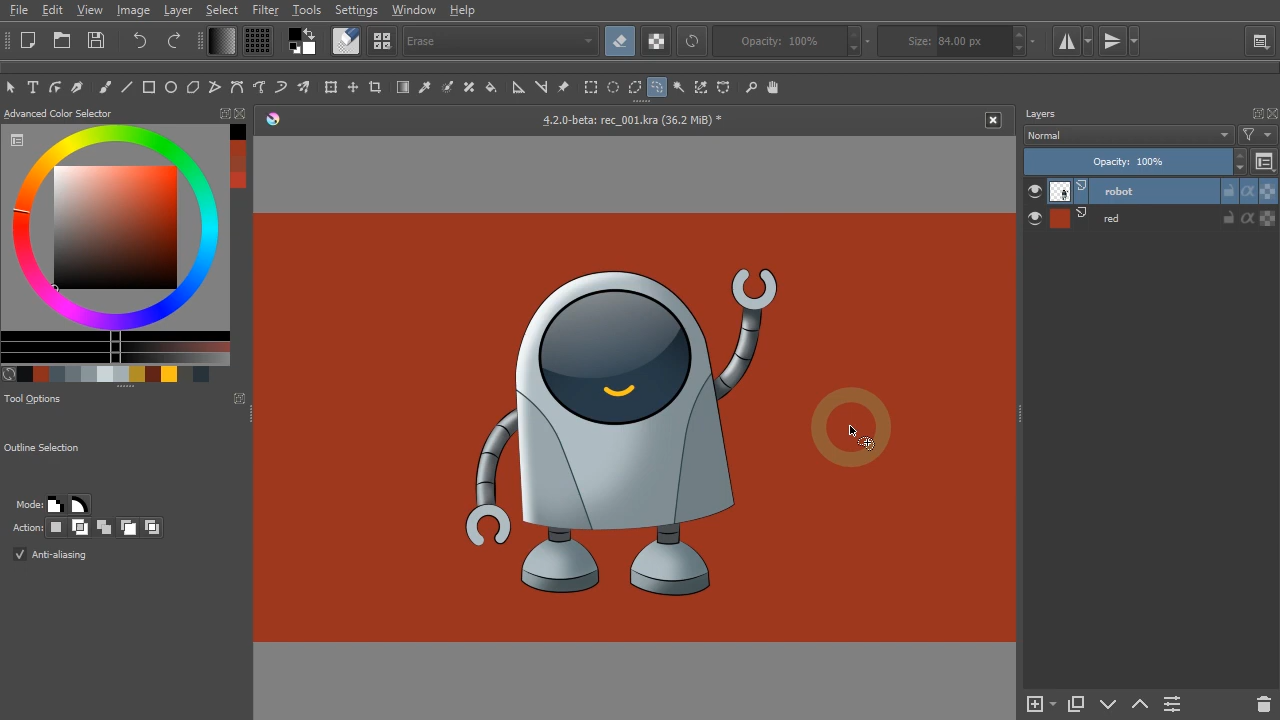 File Edit View Image Layer Select Filter Tools Settings Window Help
Erase Opacity: 100% Size: 84.00 px
Advanced Color Selector
4.2.0-beta: rec_001.kra (36.2 MiB) *
Layers
Normal
Opacity: 100%
robot
red
Tool Options
Outline Selection
Mode:
Action:
Anti-aliasing